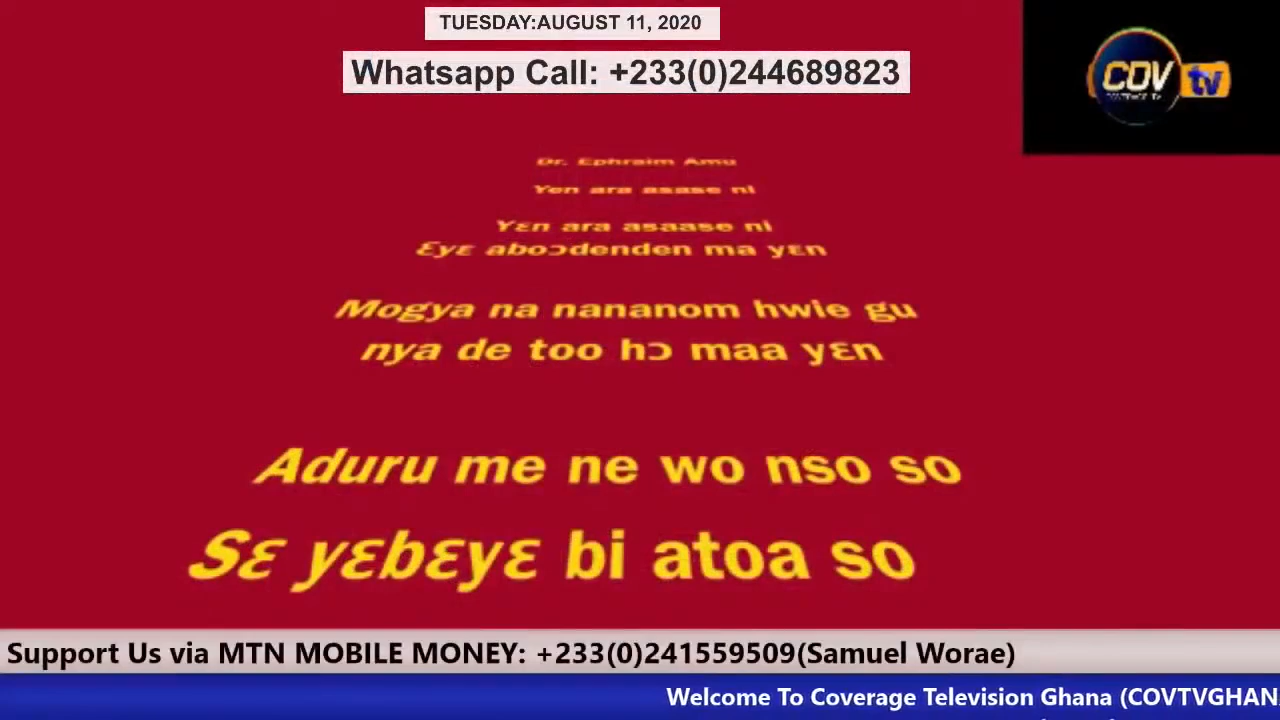 TUESDAY:AUGUST 11, 2020
Whatsapp Call: +233(0)244689823
COV tv
Dr. Ephraim Amu
Yen ara asase ni
Yɛn ara asaase ni
Ɛyɛ aboɔdenden ma yɛn
Mogya na nananom hwie gu
nya de too hɔ maa yɛn
Aduru me ne wo nso so
Sɛ yɛbɛyɛ bi atoa so
Support Us via MTN MOBILE MONEY: +233(0)241559509(Samuel Worae)
Welcome To Coverage Television Ghana (COVTVGHAN